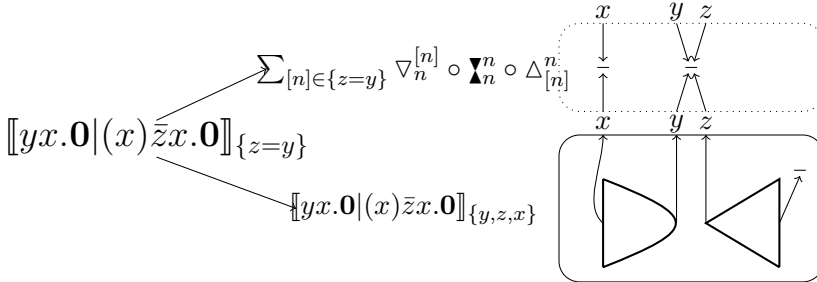 x y z
∑_{[n]∈{z=y}} ∇_n^{[n]} ∘ ⧗_n^n ∘ Δ_{[n]}^n
x y z
⟦yx.𝟎|(x)z̄x.𝟎⟧_{z=y}
⟦yx.𝟎|(x)z̄x.𝟎⟧_{y,z,x}